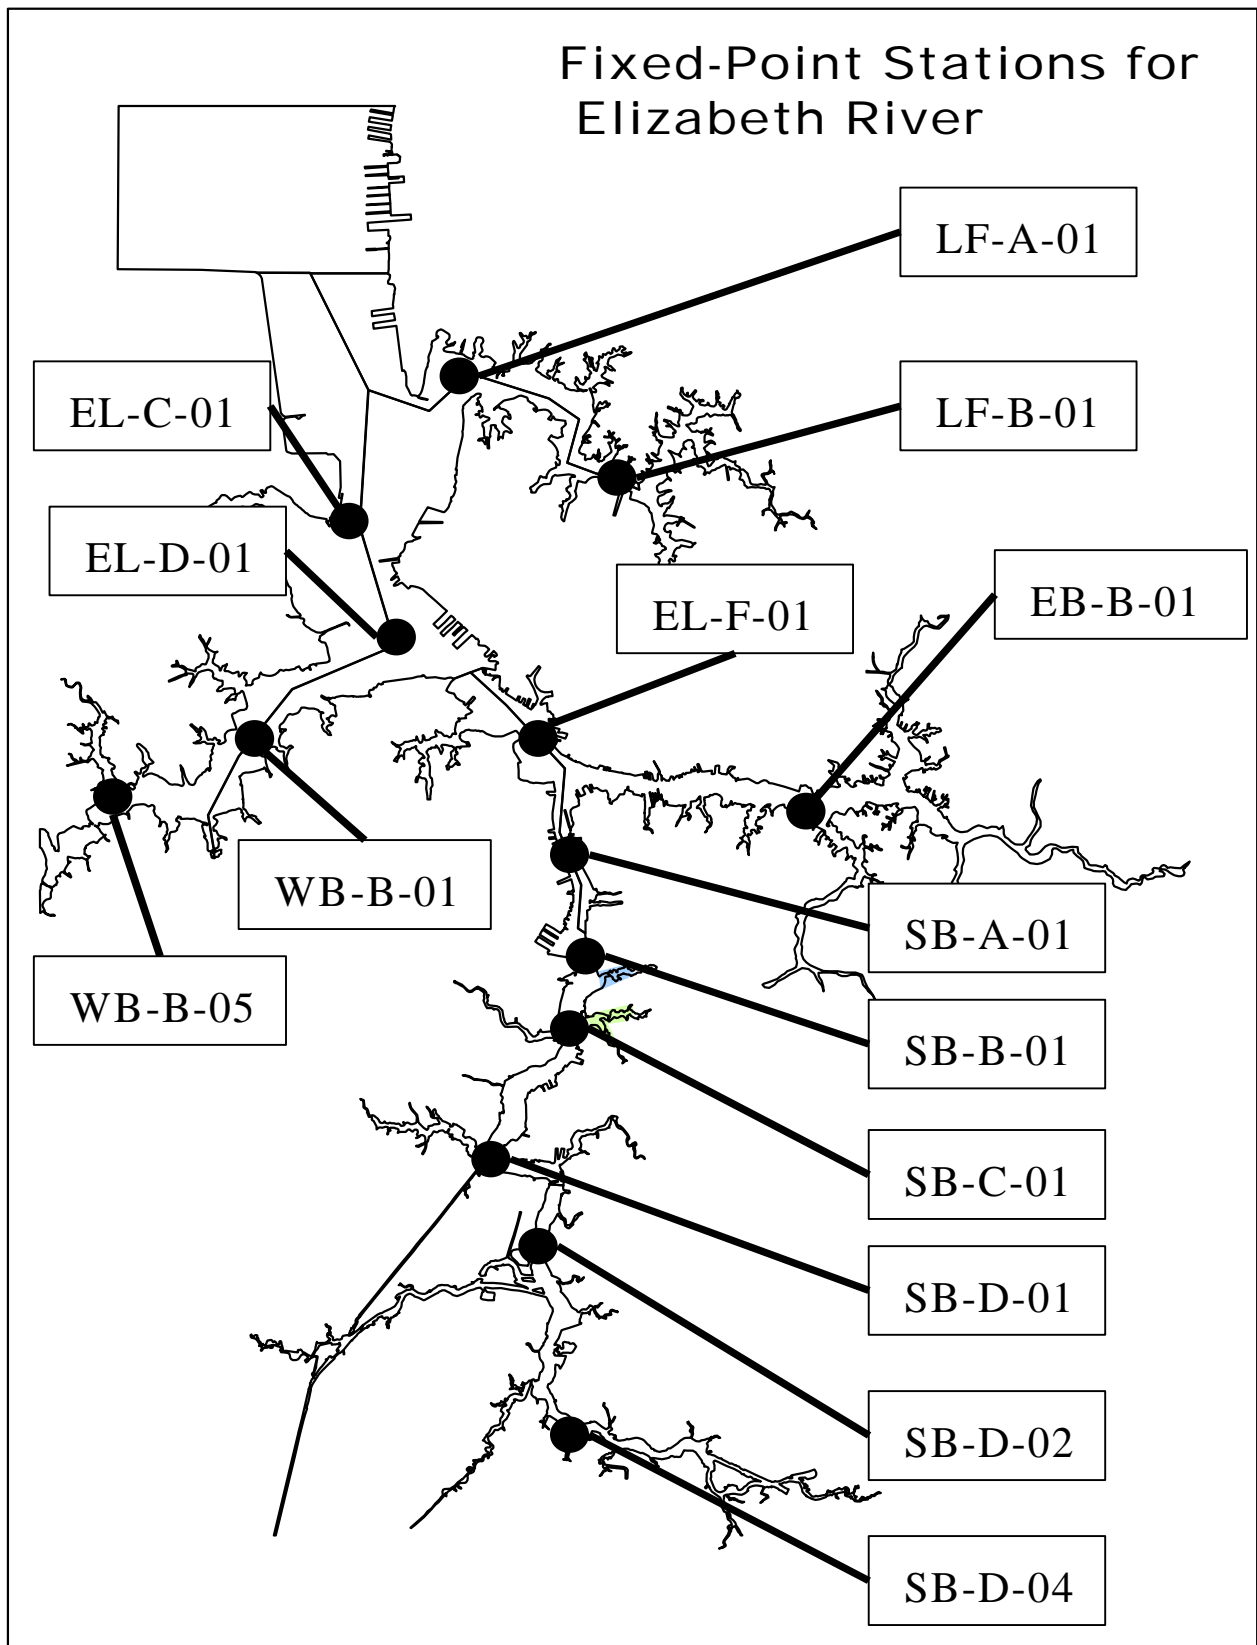 Fixed-Point Stations for
Elizabeth River
LF-A-01
EL-C-01
LF-B-01
EL-D-01
EL-F-01
EB-B-01
WB-B-01
SB-A-01
WB-B-05
SB-B-01
SB-C-01
SB-D-01
SB-D-02
SB-D-04